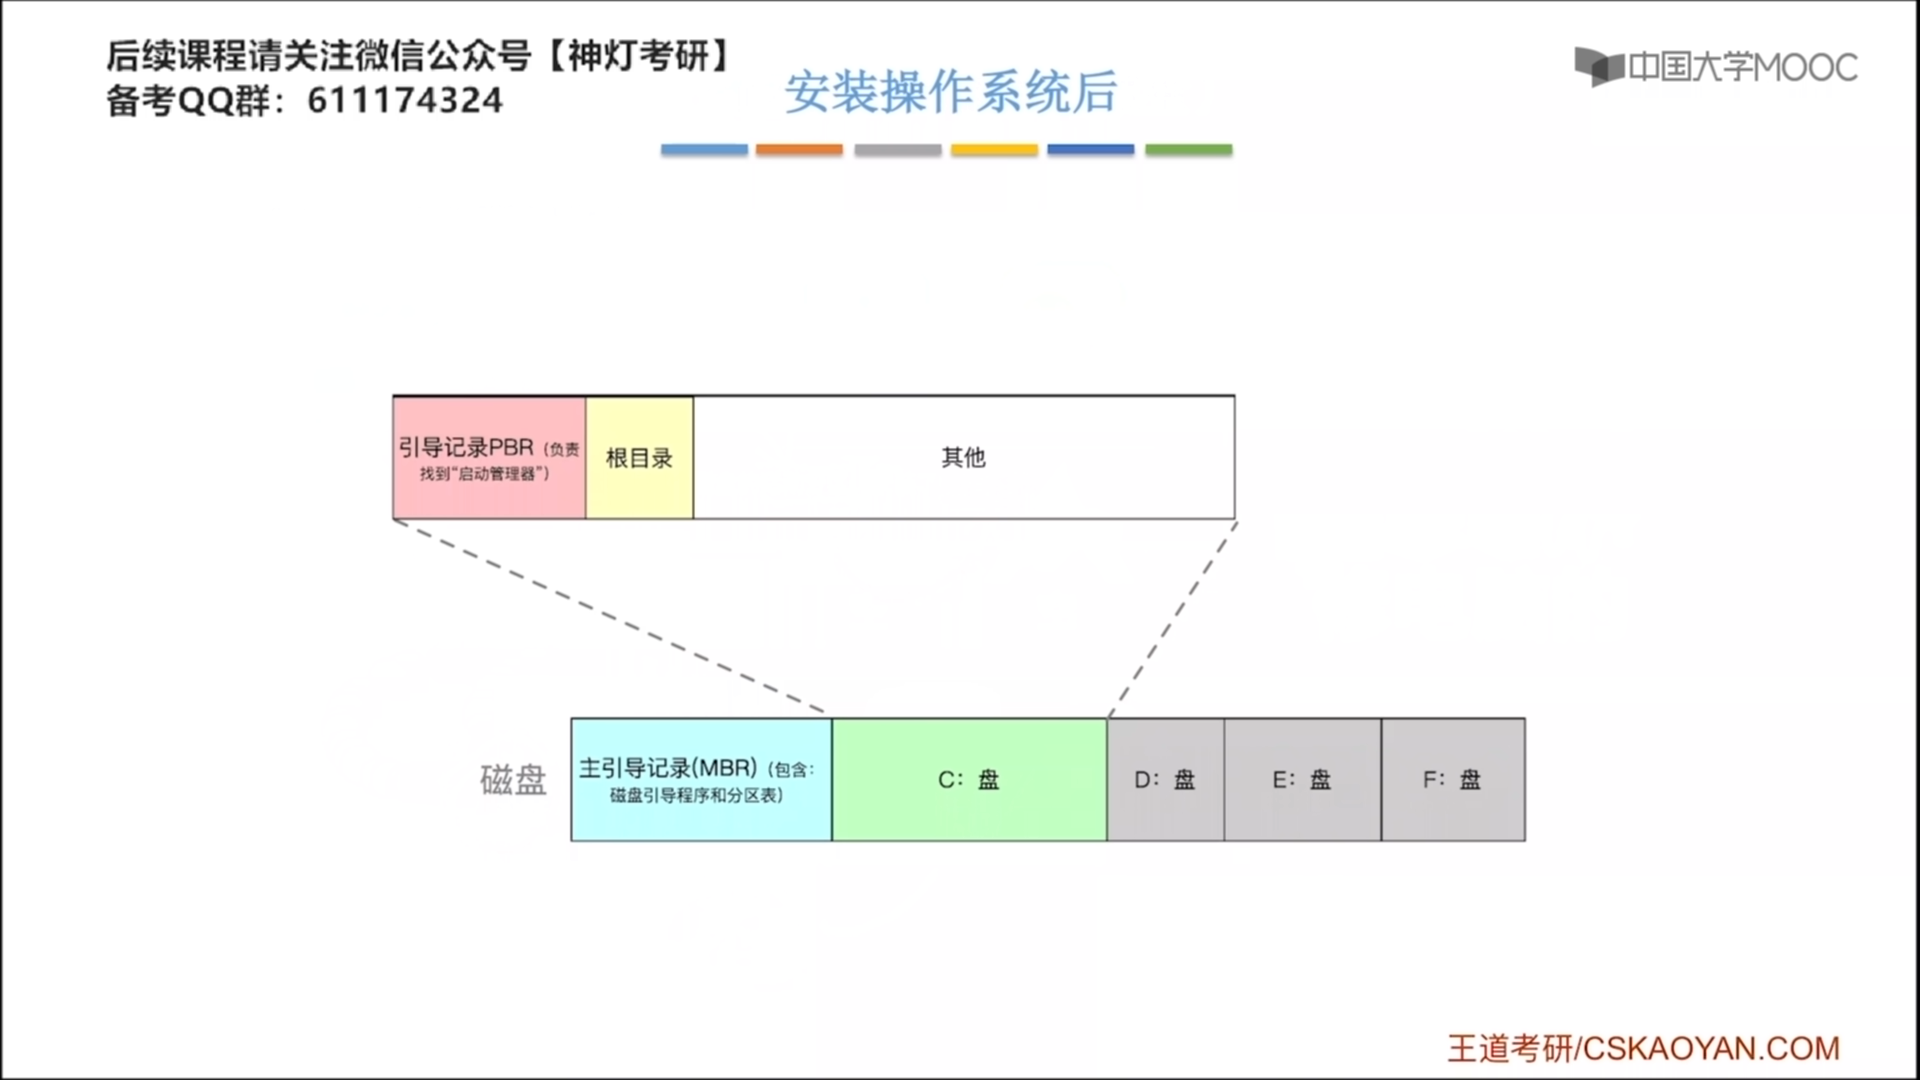 后续课程请关注微信公众号【神灯考研】
备考QQ群：611174324
安装操作系统后
中国大学MOOC
引导记录PBR（负责
找到“启动管理器”）
根目录
其他
磁盘
主引导记录(MBR)（包含：
磁盘引导程序和分区表）
C：盘
D：盘
E：盘
F：盘
王道考研/CSKAOYAN.COM